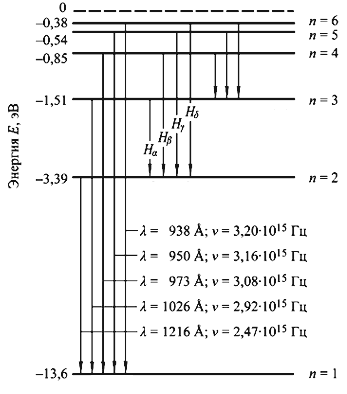 0
−0,38 n = 6
−0,54 n = 5
−0,85 n = 4
−1,51 n = 3
Энергия E, эВ
Hα
Hβ
Hγ
Hδ
−3,39 n = 2
λ = 938 Å; ν = 3,20·10¹⁵ Гц
λ = 950 Å; ν = 3,16·10¹⁵ Гц
λ = 973 Å; ν = 3,08·10¹⁵ Гц
λ = 1026 Å; ν = 2,92·10¹⁵ Гц
λ = 1216 Å; ν = 2,47·10¹⁵ Гц
−13,6 n = 1